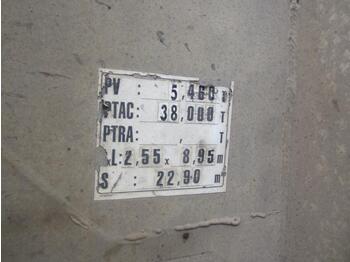 PV : 5,460
PTAC: 38,000 T
PTRA: , T
L:2,55 x 8,95 m
S : 22,90 m